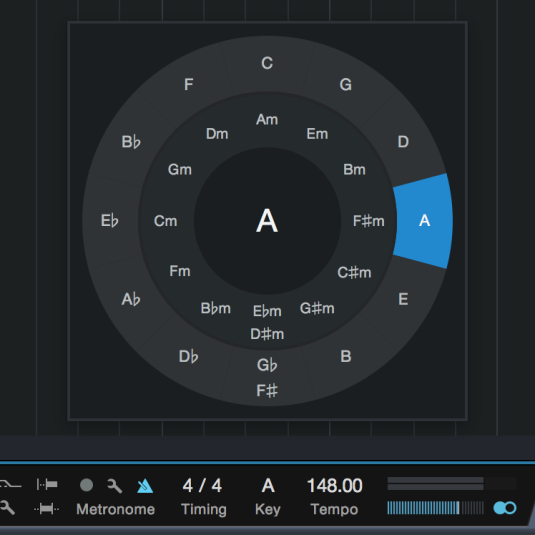 C
F
G
B♭
D
Am
Dm
Em
Gm
Bm
E♭
Cm
A
F♯m
A
Fm
C♯m
A♭
E
B♭m
E♭m
D♯m
G♯m
D♭
G♭
F♯
B
4 / 4
A
148.00
Metronome
Timing
Key
Tempo